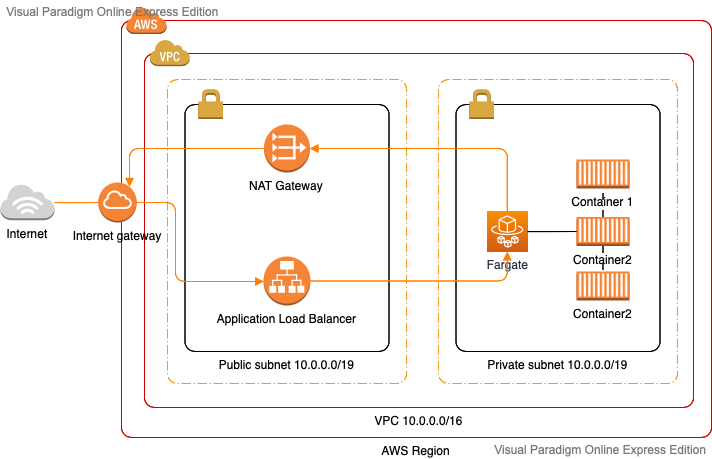 Visual Paradigm Online Express Edition
AWS
VPC
NAT Gateway
Container 1
Internet
Internet gateway
Fargate
Container2
Application Load Balancer
Container2
Public subnet 10.0.0.0/19
Private subnet 10.0.0.0/19
VPC 10.0.0.0/16
AWS Region
Visual Paradigm Online Express Edition